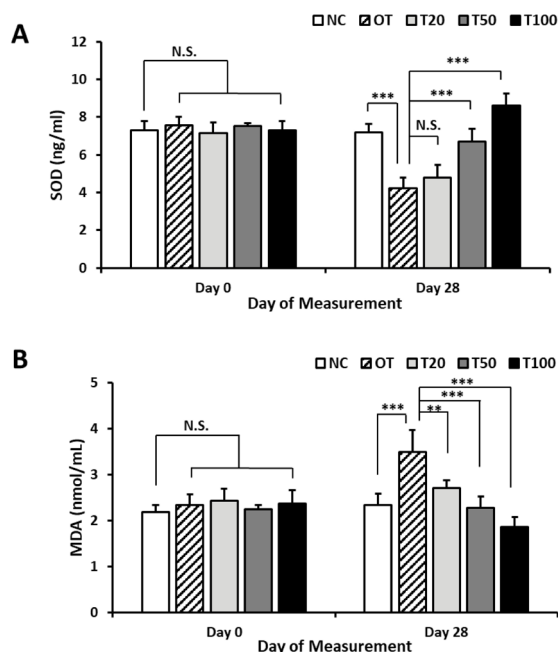 A
NC OT T20 T50 T100
N.S.
***
***
***
N.S.
12
10
8
6
4
2
0
SOD (ng/ml)
Day 0 Day 28
Day of Measurement
B
NC OT T20 T50 T100
N.S.
***
***
***
**
5
4
3
2
1
0
MDA (nmol/mL)
Day 0 Day 28
Day of Measurement